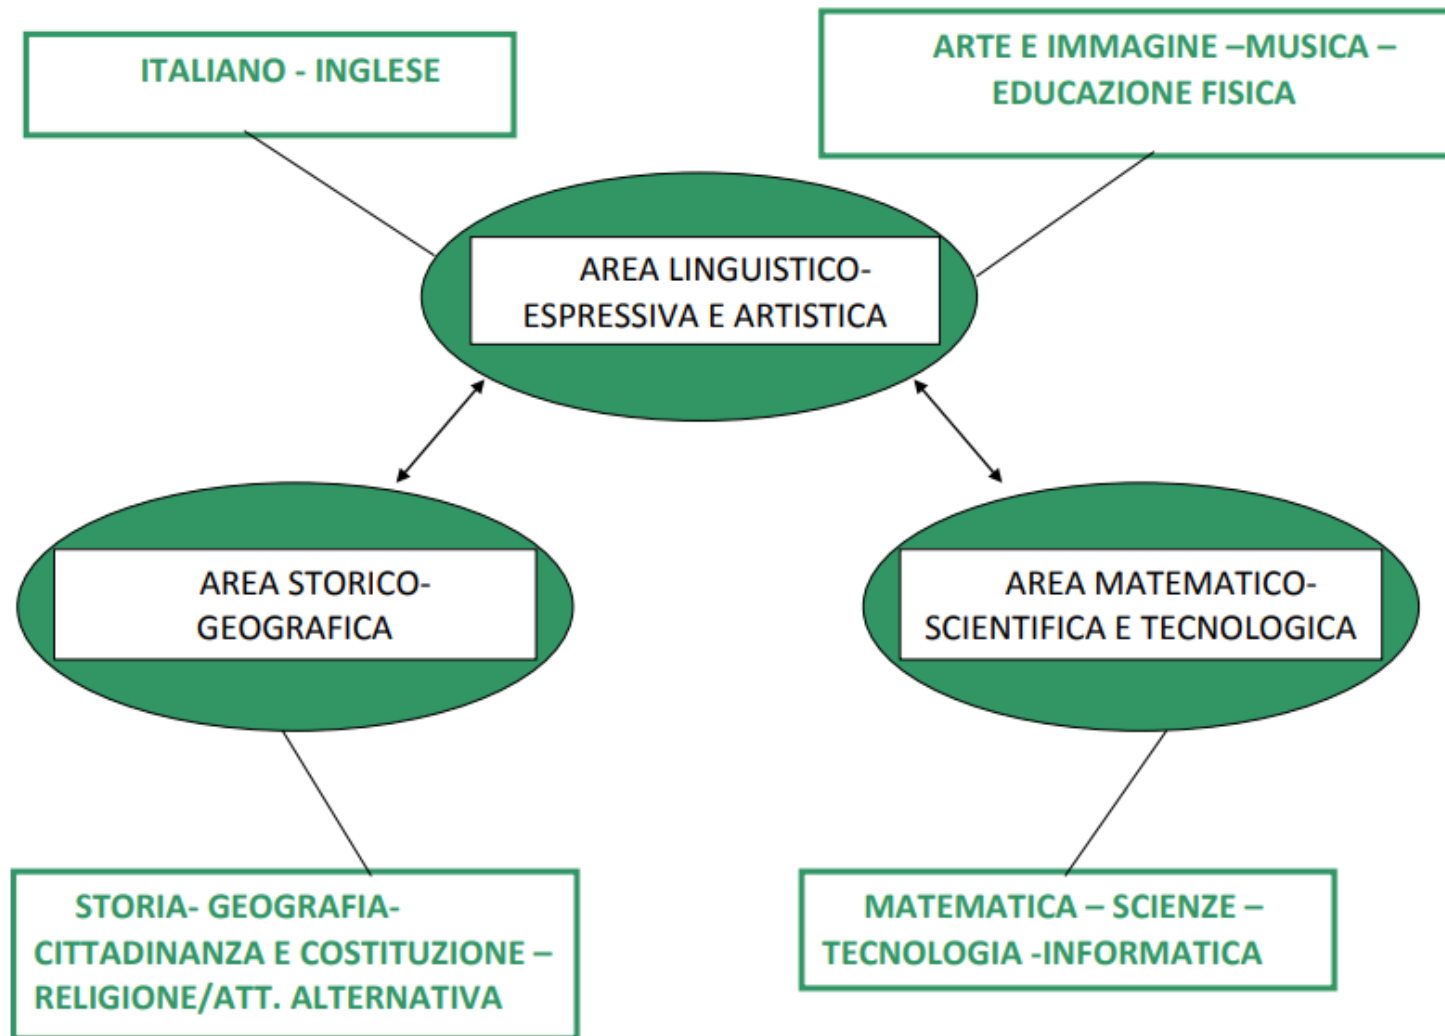 ITALIANO - INGLESE
ARTE E IMMAGINE –MUSICA –
EDUCAZIONE FISICA
AREA LINGUISTICO-
ESPRESSIVA E ARTISTICA
AREA STORICO-
GEOGRAFICA
AREA MATEMATICO-
SCIENTIFICA E TECNOLOGICA
STORIA- GEOGRAFIA-
CITTADINANZA E COSTITUZIONE –
RELIGIONE/ATT. ALTERNATIVA
MATEMATICA – SCIENZE –
TECNOLOGIA -INFORMATICA